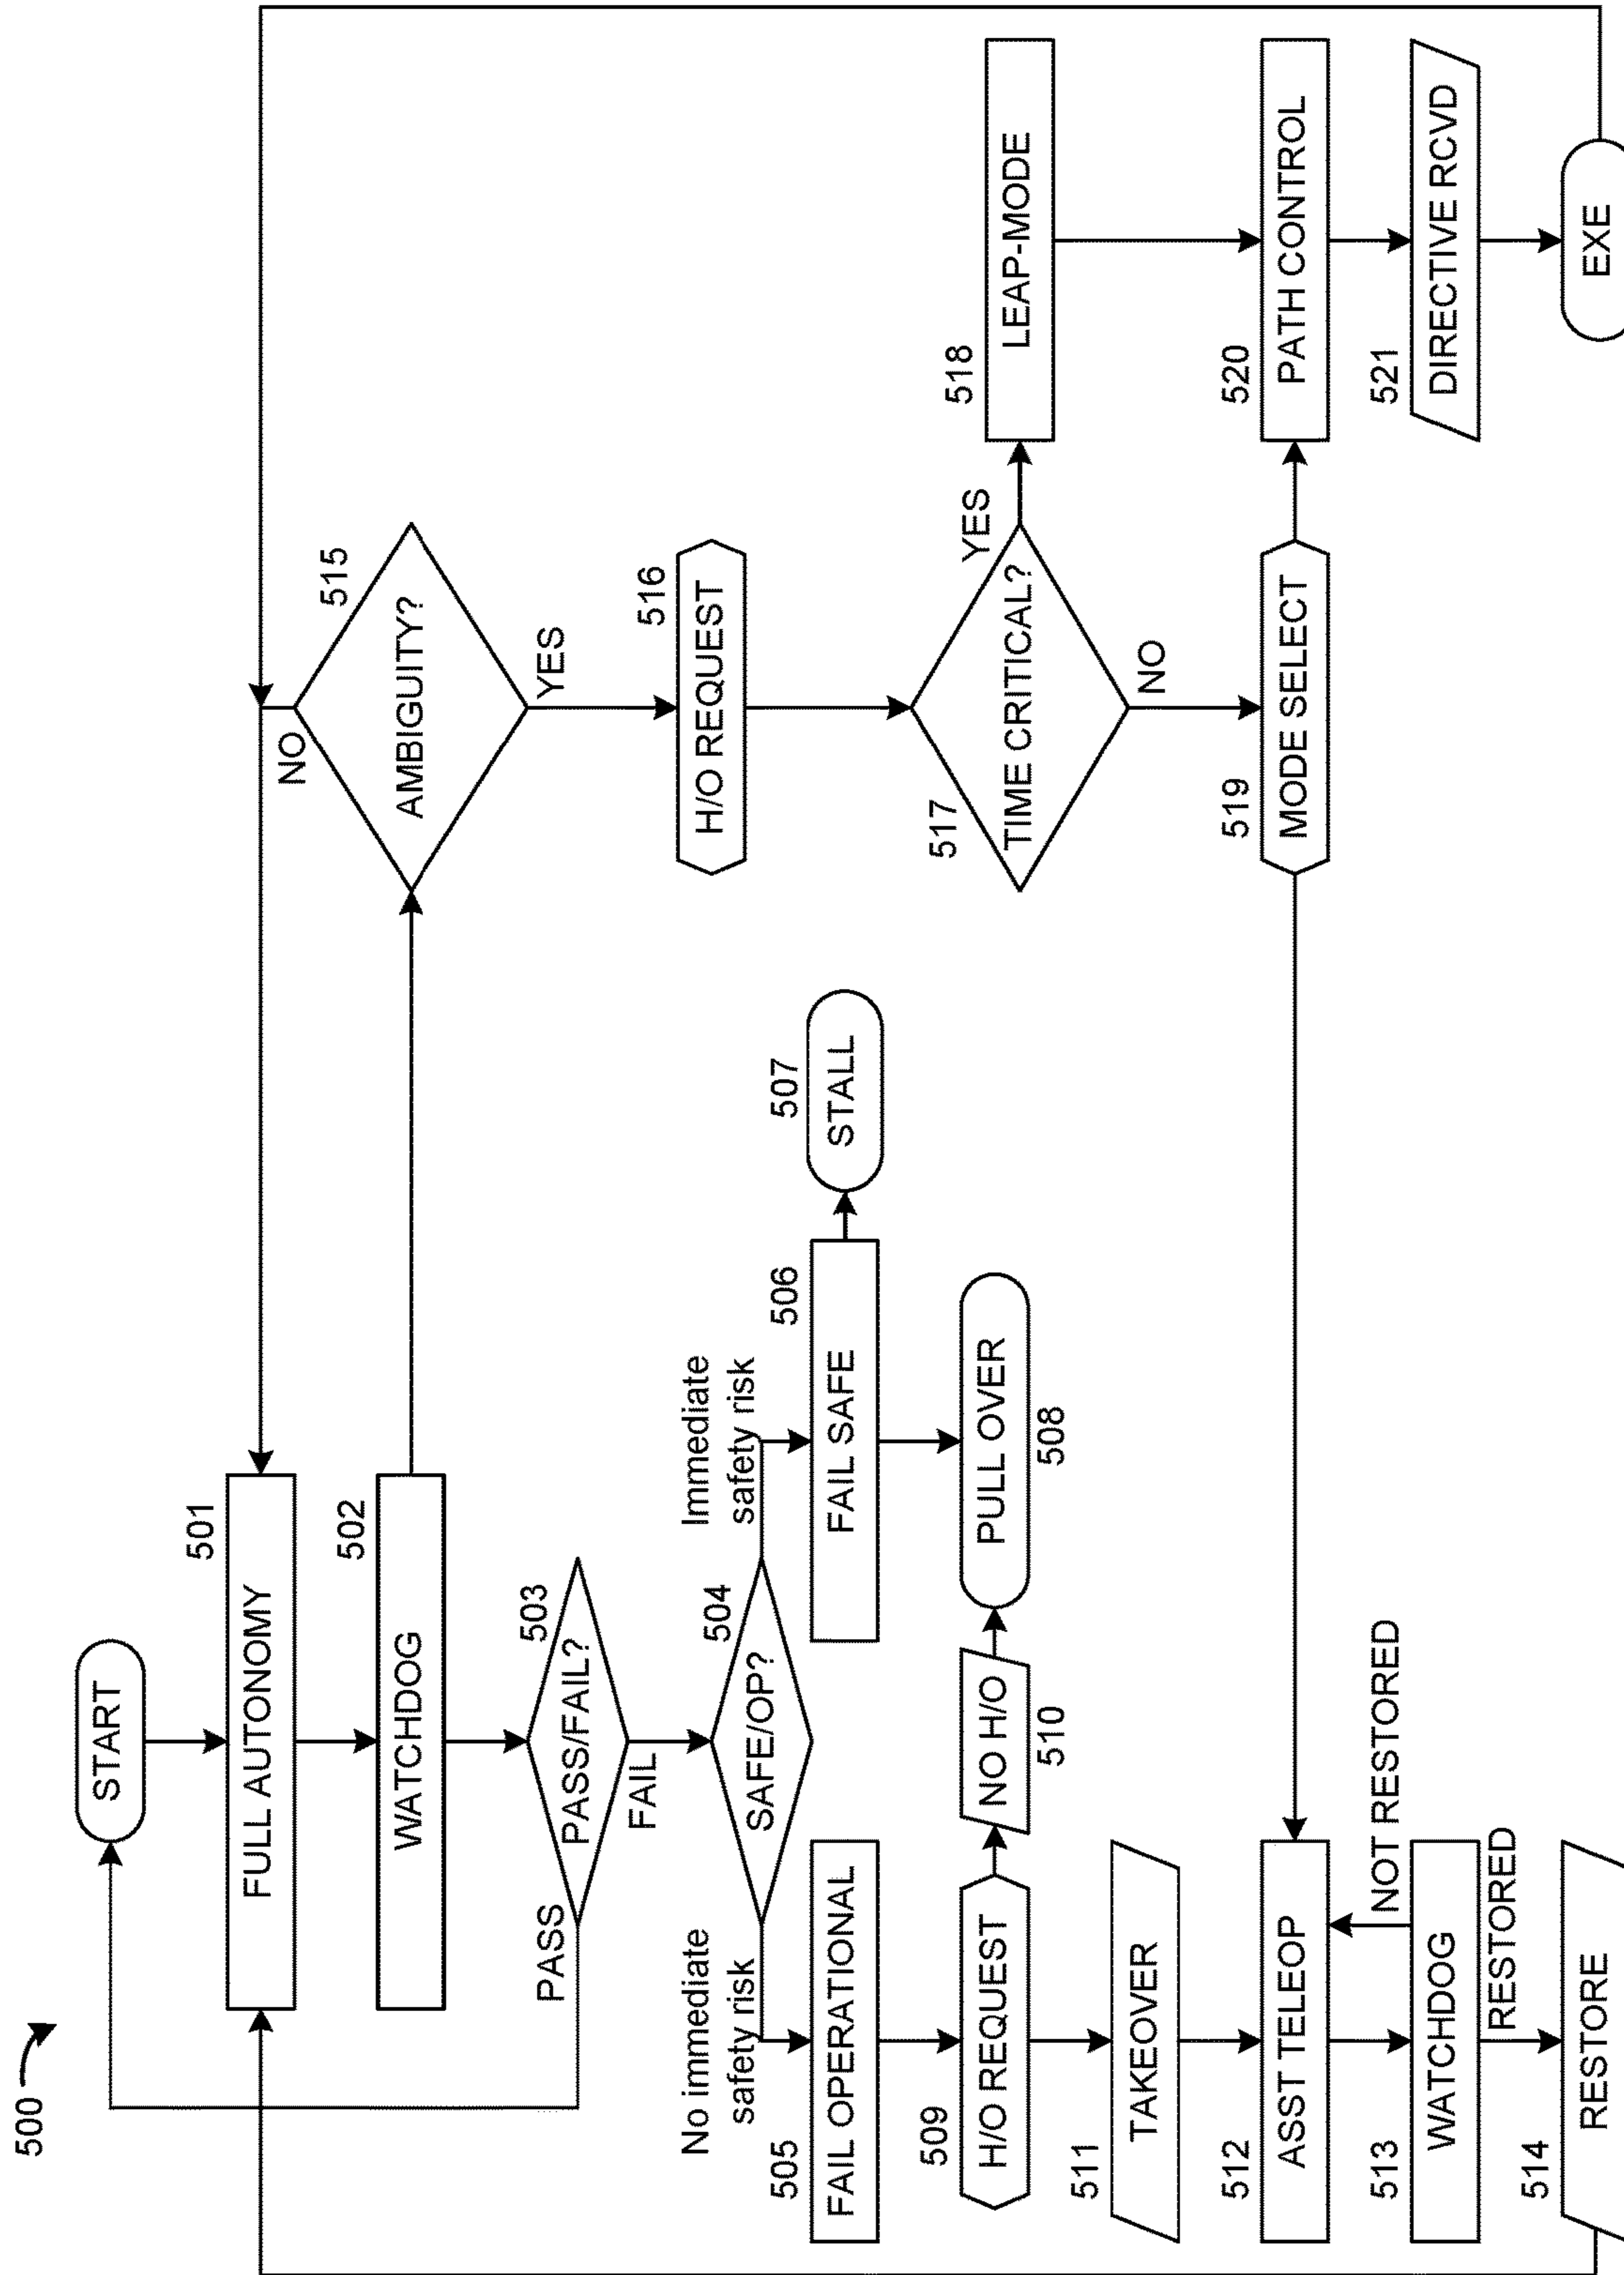 500
START
501
FULL AUTONOMY
502
WATCHDOG
503
PASS/FAIL?
PASS
FAIL
504
SAFE/OP?
No immediate
safety risk
Immediate
safety risk
505
FAIL OPERATIONAL
506
FAIL SAFE
507
STALL
508
PULL OVER
509
H/O REQUEST
510
NO H/O
511
TAKEOVER
512
ASST TELEOP
NOT RESTORED
513
WATCHDOG
RESTORED
514
RESTORE
515
AMBIGUITY?
NO
YES
516
H/O REQUEST
517
TIME CRITICAL?
YES
NO
518
LEAP-MODE
519
MODE SELECT
520
PATH CONTROL
521
DIRECTIVE RCVD
EXE